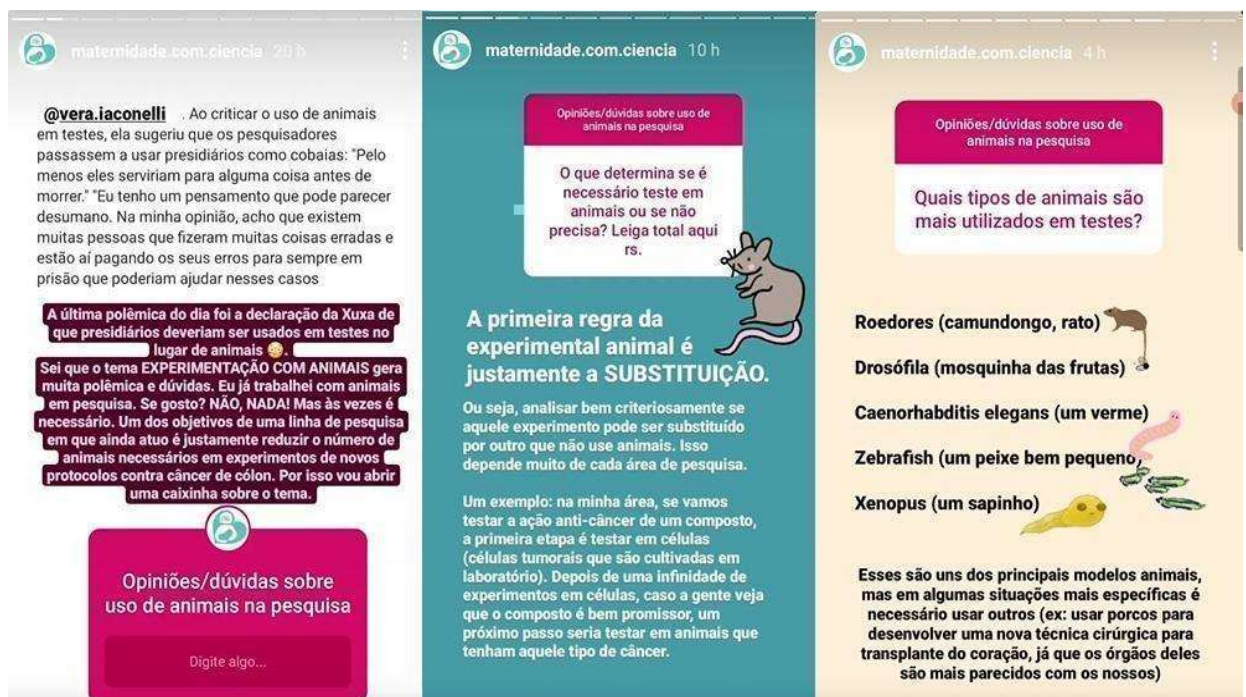 maternidade.com.ciencia 20 h
@vera.iaconelli . Ao criticar o uso de animais
em testes, ela sugeriu que os pesquisadores
passassem a usar presidiários como cobaias: "Pelo
menos eles serviriam para alguma coisa antes de
morrer." "Eu tenho um pensamento que pode parecer
desumano. Na minha opinião, acho que existem
muitas pessoas que fizeram muitas coisas erradas e
estão aí pagando os seus erros para sempre em
prisão que poderiam ajudar nesses casos
A última polêmica do dia foi a declaração da Xuxa de
que presidiários deveriam ser usados em testes no
lugar de animais 😳.
Sei que o tema EXPERIMENTAÇÃO COM ANIMAIS gera
muita polêmica e dúvidas. Eu já trabalhei com animais
em pesquisa. Se gosto? NÃO, NADA! Mas às vezes é
necessário. Um dos objetivos de uma linha de pesquisa
em que ainda atuo é justamente reduzir o número de
animais necessários em experimentos de novos
protocolos contra câncer de cólon. Por isso vou abrir
uma caixinha sobre o tema.
Opiniões/dúvidas sobre
uso de animais na pesquisa
Digite algo...
maternidade.com.ciencia 10 h
Opiniões/dúvidas sobre uso de
animais na pesquisa
O que determina se é
necessário teste em
animais ou se não
precisa? Leiga total aqui
rs.
A primeira regra da
experimental animal é
justamente a SUBSTITUIÇÃO.
Ou seja, analisar bem criteriosamente se
aquele experimento pode ser substituído
por outro que não use animais. Isso
depende muito de cada área de pesquisa.
Um exemplo: na minha área, se vamos
testar a ação anti-câncer de um composto,
a primeira etapa é testar em células
(células tumorais que são cultivadas em
laboratório). Depois de uma infinidade de
experimentos em células, caso a gente veja
que o composto é bem promissor, um
próximo passo seria testar em animais que
tenham aquele tipo de câncer.
maternidade.com.ciencia 4 h
Opiniões/dúvidas sobre uso de
animais na pesquisa
Quais tipos de animais são
mais utilizados em testes?
Roedores (camundongo, rato)
Drosófila (mosquinha das frutas)
Caenorhabditis elegans (um verme)
Zebrafish (um peixe bem pequeno)
Xenopus (um sapinho)
Esses são uns dos principais modelos animais,
mas em algumas situações mais específicas é
necessário usar outros (ex: usar porcos para
desenvolver uma nova técnica cirúrgica para
transplante do coração, já que os órgãos deles
são mais parecidos com os nossos)